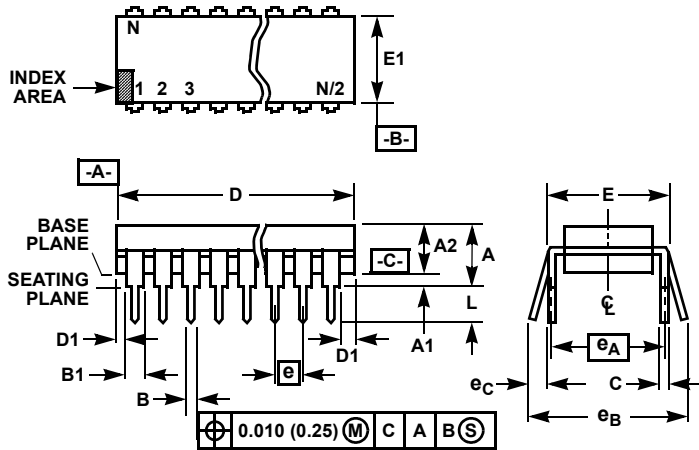 N
E1
INDEX
AREA
1 2 3 N/2
-B-
-A-
D
E
BASE
PLANE
A2
A
-C-
SEATING
PLANE
L
℄
D1
A1
D1
e
eA
B1
eC
C
B
eB
⌖ 0.010 (0.25) Ⓜ C A B Ⓢ